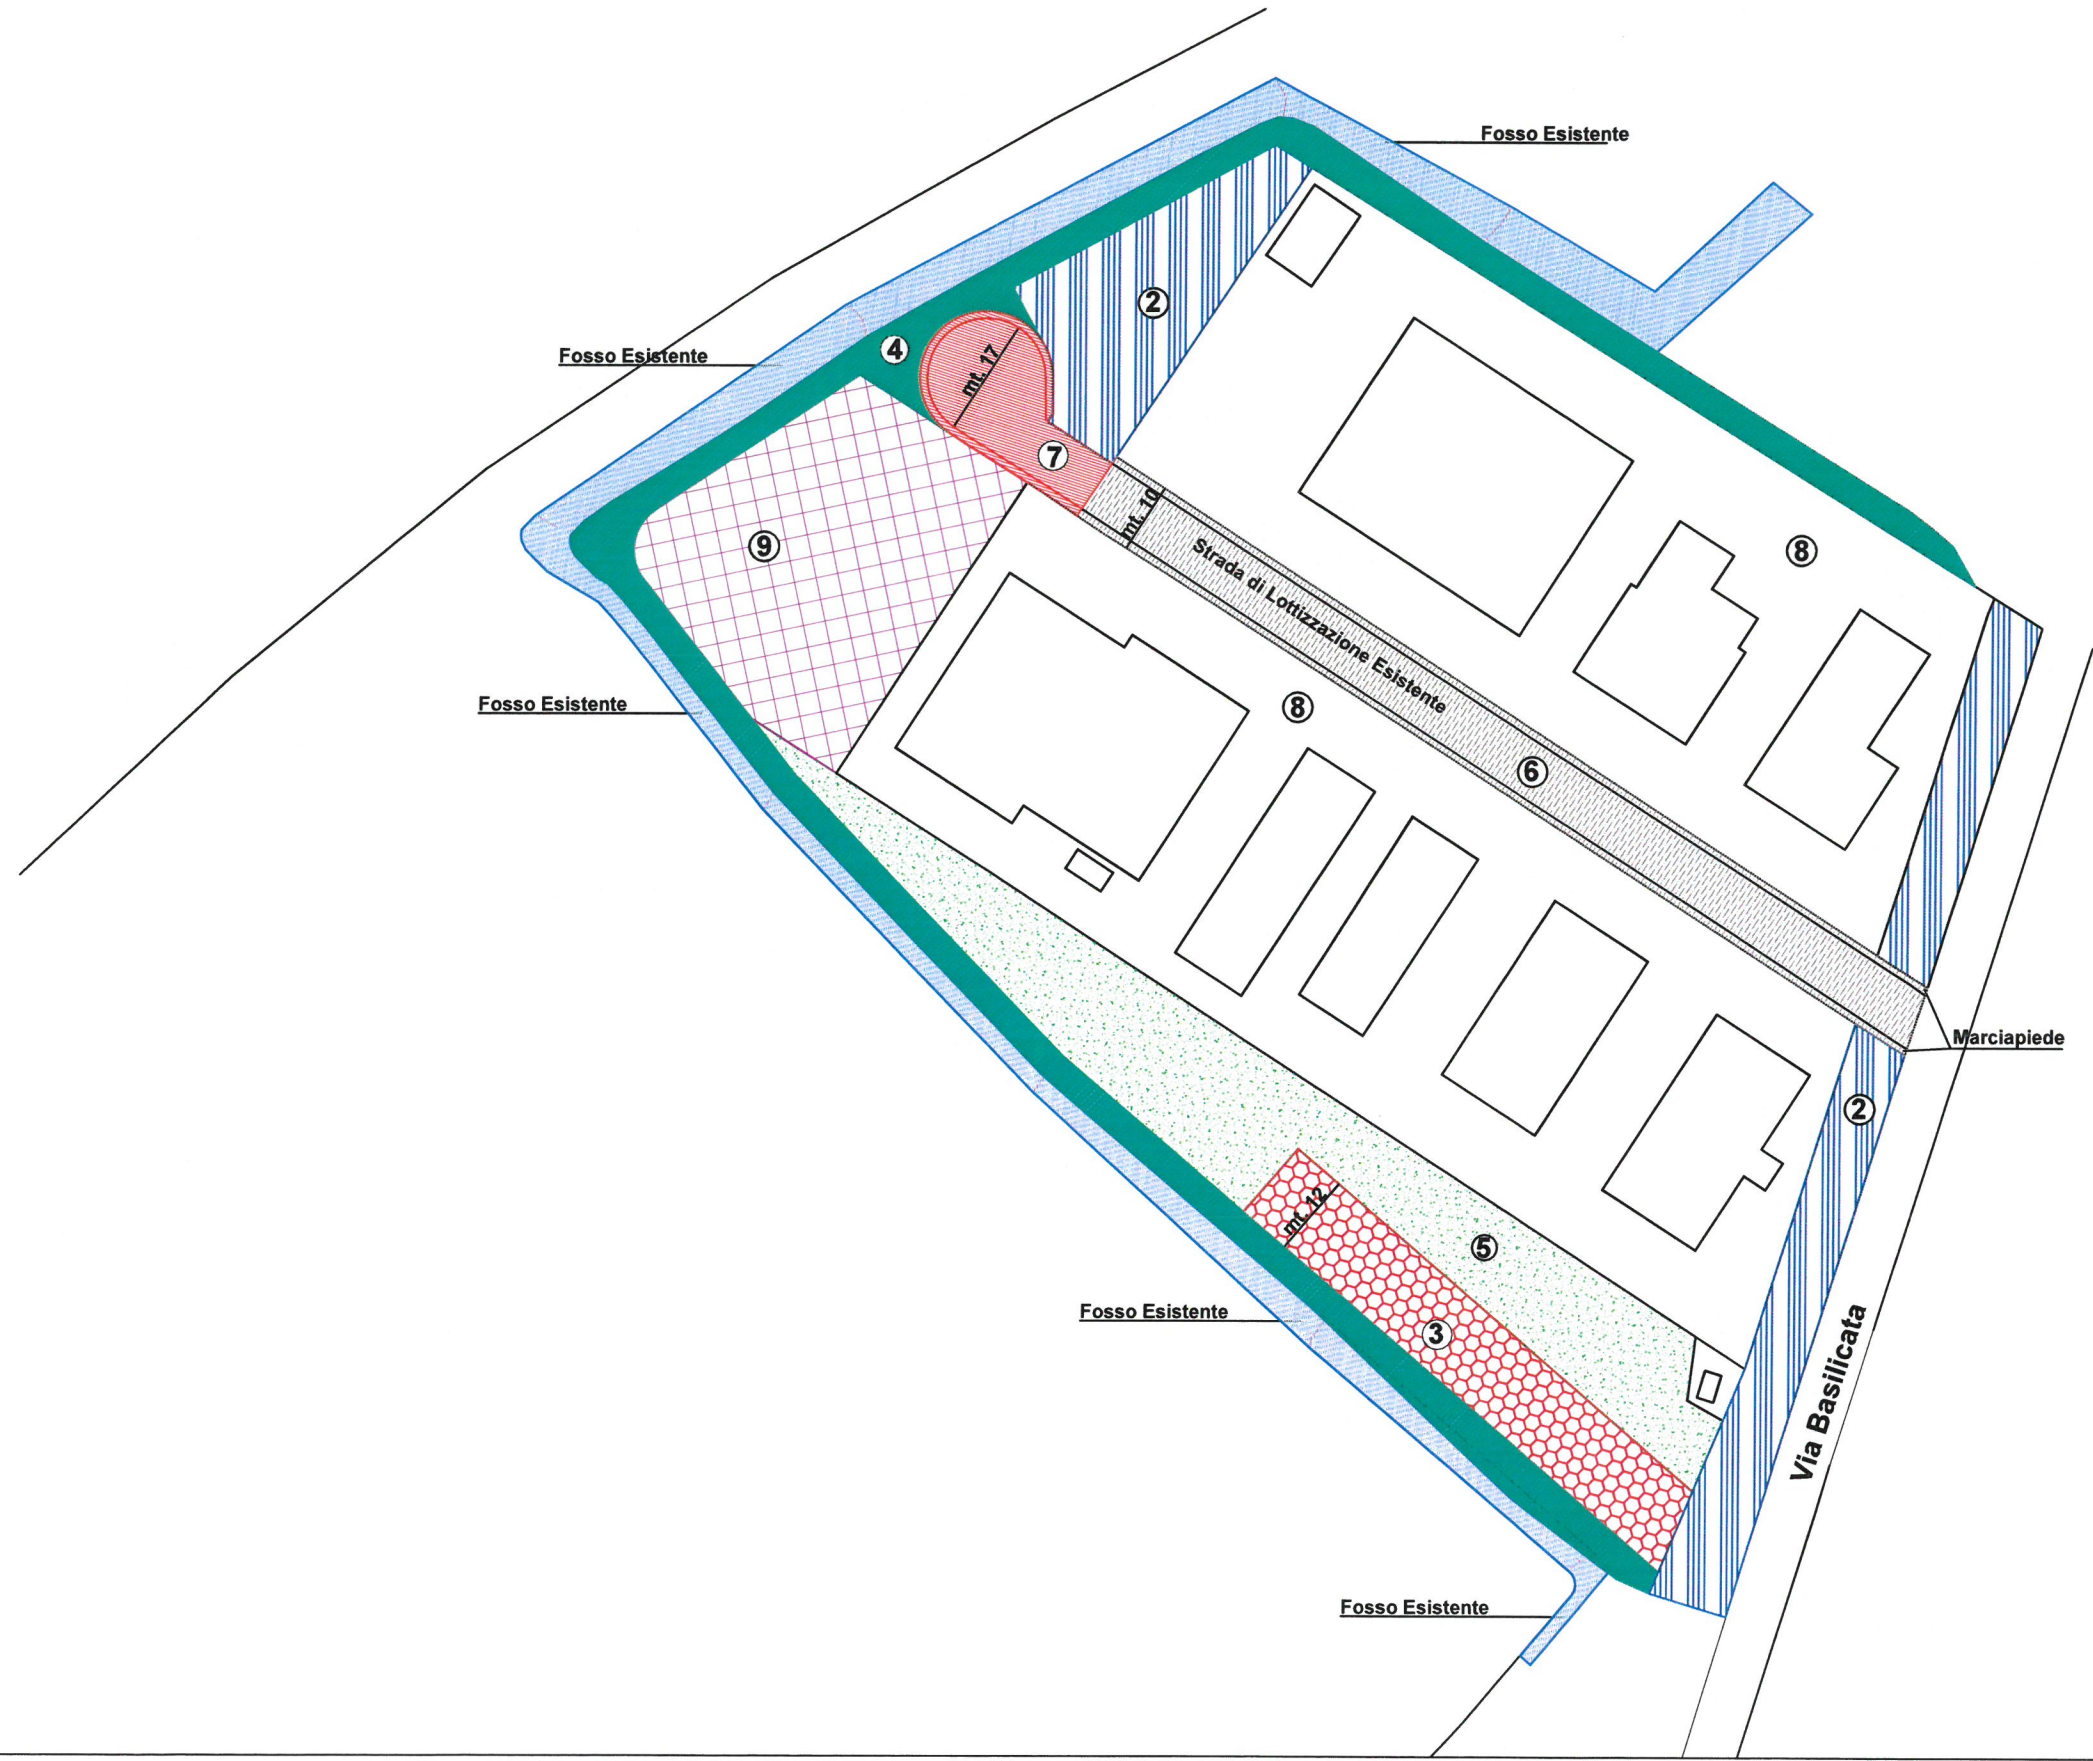 Fosso Esistente
2
4
Fosso Esistente
mt. 17
7
mt. 10
9
8
Strada di Lottizzazione Esistente
Fosso Esistente
8
6
Marciapiede
2
mt. 12
5
Fosso Esistente
3
Via Basilicata
Fosso Esistente